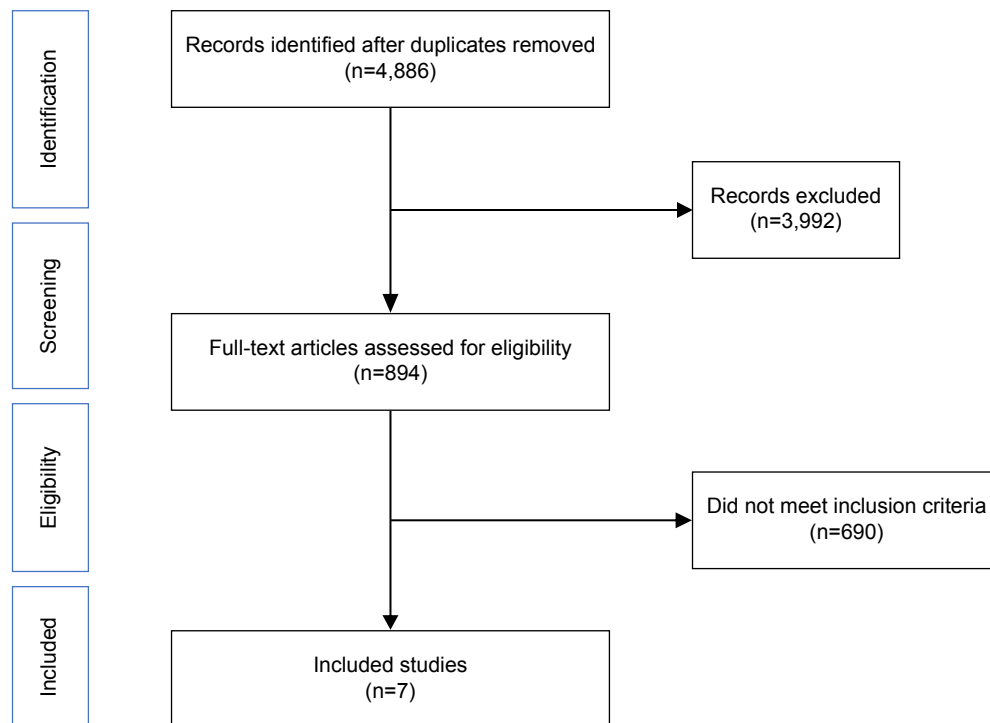 Identification
Records identified after duplicates removed
(n=4,886)
Records excluded
(n=3,992)
Screening
Full-text articles assessed for eligibility
(n=894)
Eligibility
Did not meet inclusion criteria
(n=690)
Included
Included studies
(n=7)